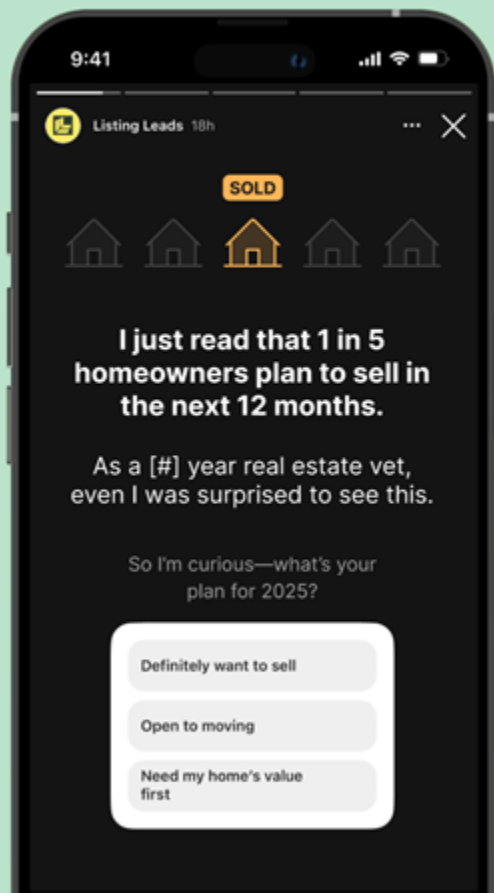 9:41
Listing Leads 18h
SOLD
I just read that 1 in 5
homeowners plan to sell in
the next 12 months.
As a [#] year real estate vet,
even I was surprised to see this.
So I'm curious—what's your
plan for 2025?
Definitely want to sell
Open to moving
Need my home's value
first